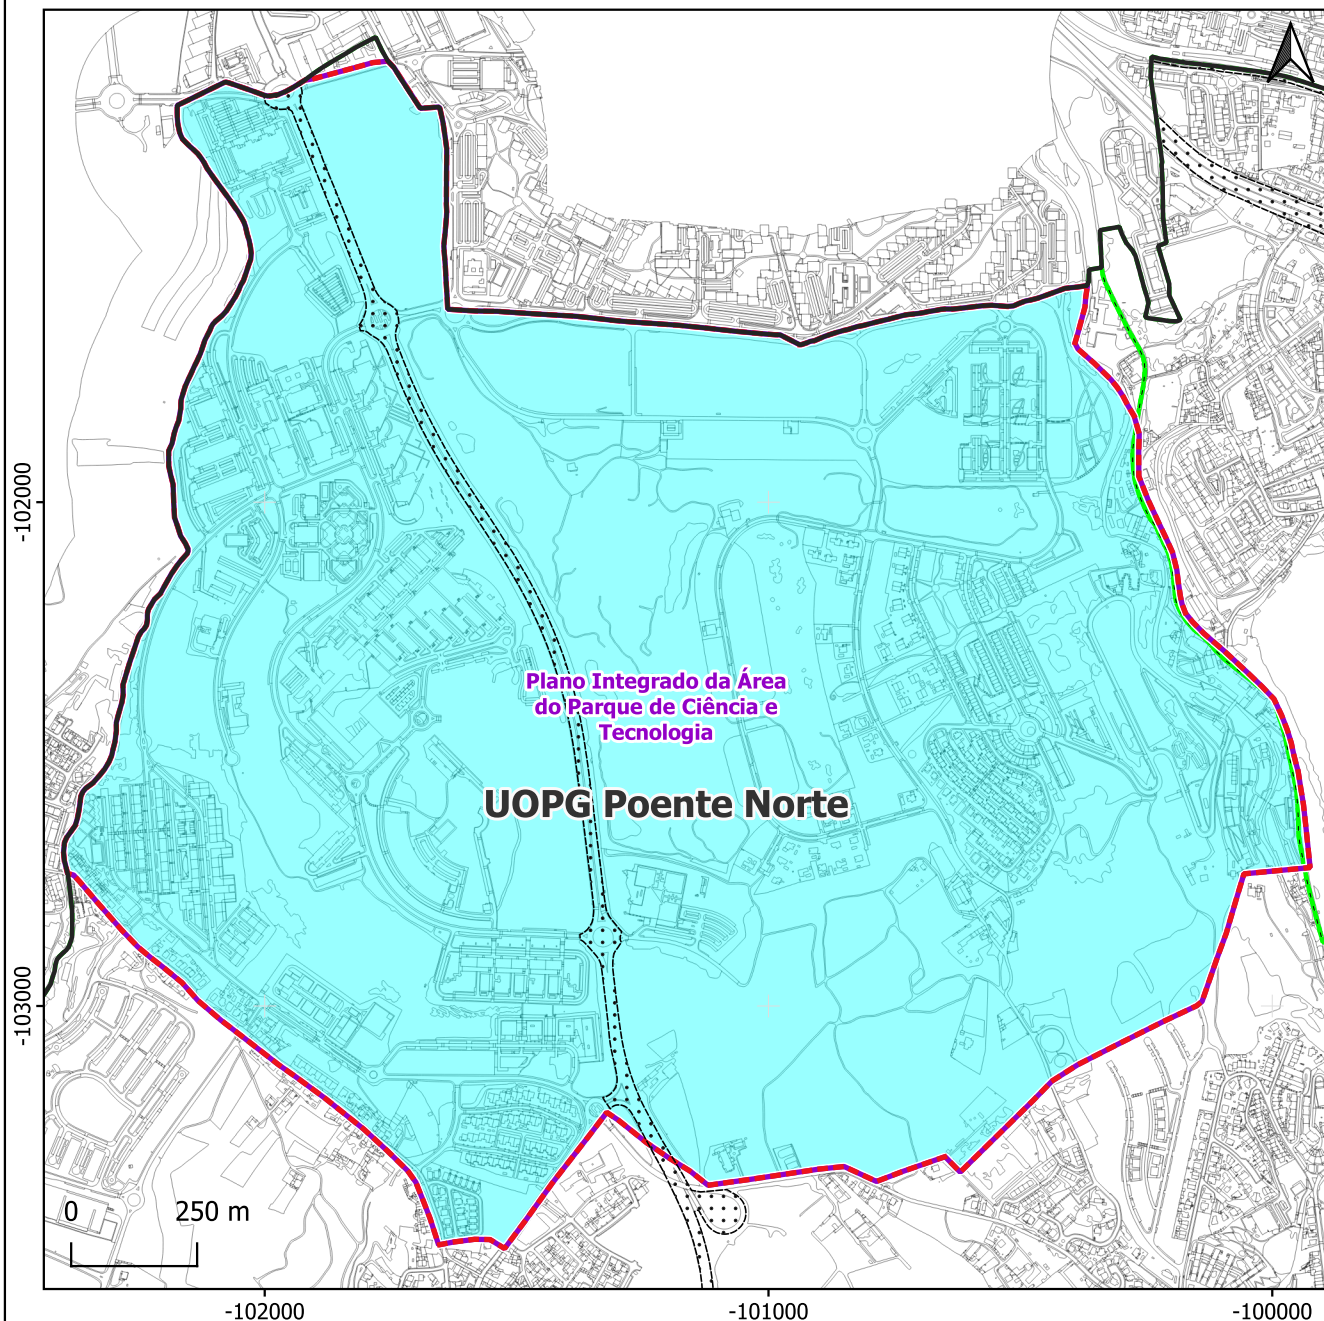 Plano Integrado da Área
do Parque de Ciência e
Tecnologia
UOPG Poente Norte
-102000
-103000
0 250 m
-102000 -101000 -100000